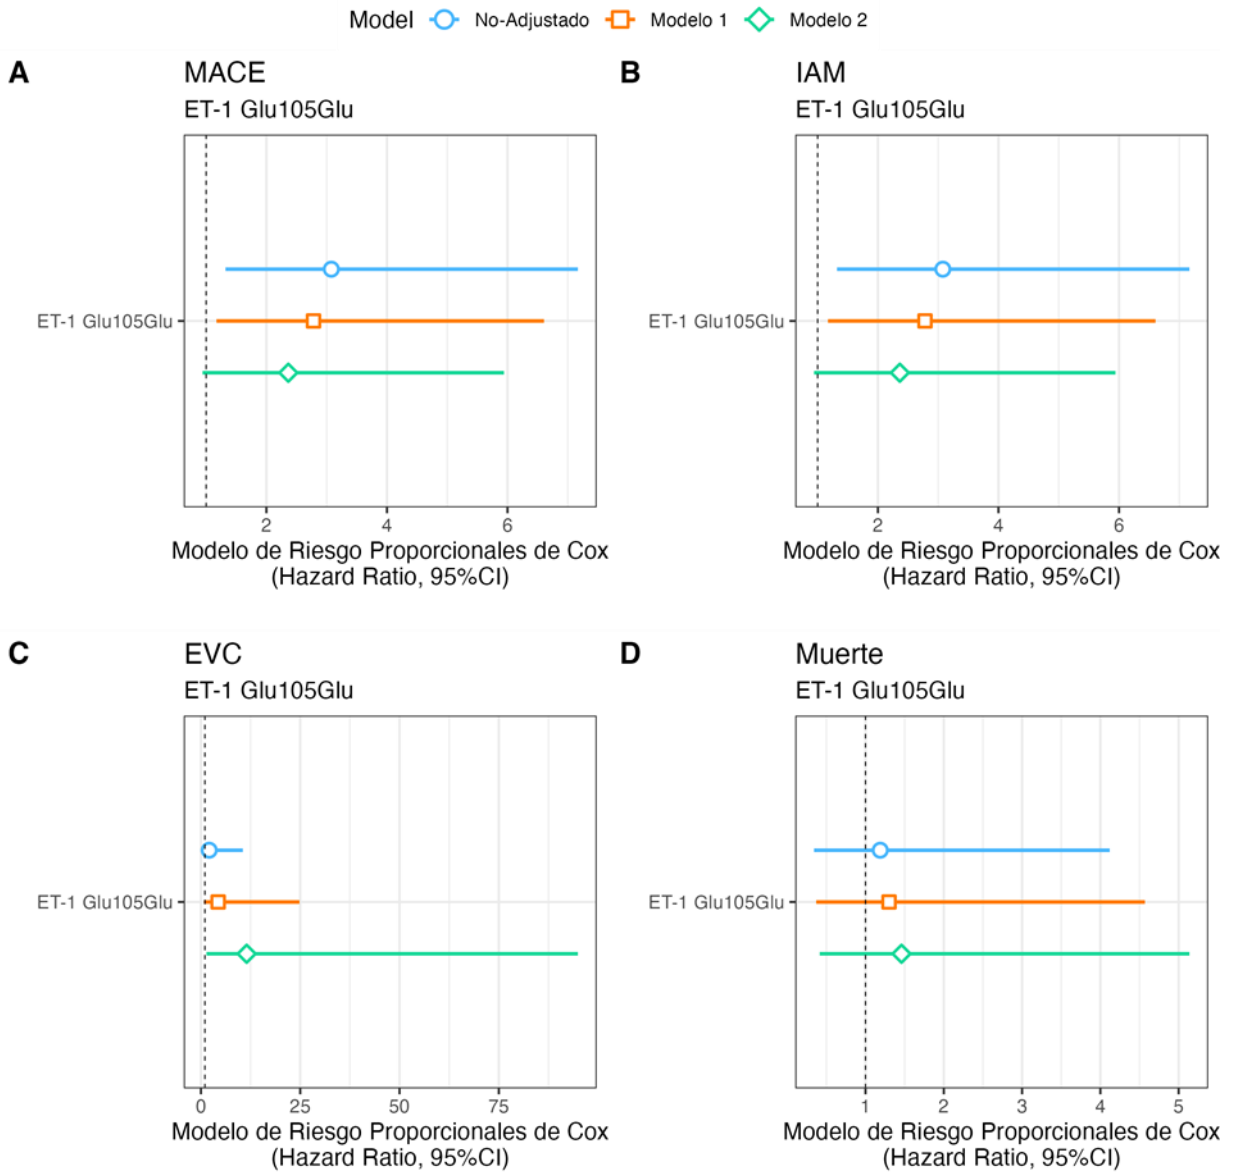 Model No-Adjustado Modelo 1 Modelo 2
A MACE
ET-1 Glu105Glu
ET-1 Glu105Glu
2 4 6
Modelo de Riesgo Proporcionales de Cox
(Hazard Ratio, 95%CI)
B IAM
ET-1 Glu105Glu
ET-1 Glu105Glu
2 4 6
Modelo de Riesgo Proporcionales de Cox
(Hazard Ratio, 95%CI)
C EVC
ET-1 Glu105Glu
ET-1 Glu105Glu
0 25 50 75
Modelo de Riesgo Proporcionales de Cox
(Hazard Ratio, 95%CI)
D Muerte
ET-1 Glu105Glu
ET-1 Glu105Glu
1 2 3 4 5
Modelo de Riesgo Proporcionales de Cox
(Hazard Ratio, 95%CI)